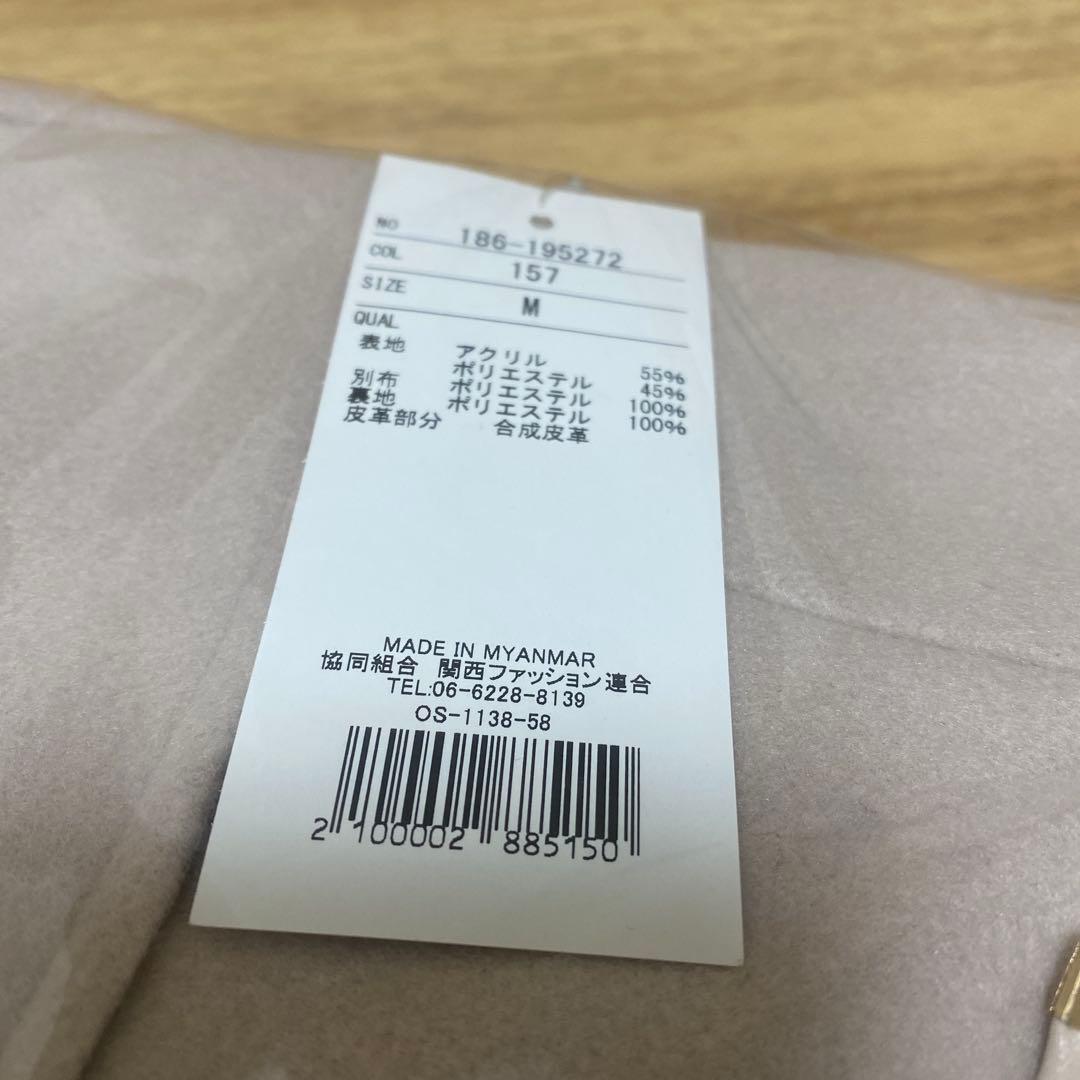 NO 186-195272
COL 157
SIZE M
QUAL
表地 アクリル 55%
ポリエステル 45%
別布 ポリエステル 100%
裏地 ポリエステル 100%
皮革部分 合成皮革
MADE IN MYANMAR
協同組合 関西ファッション連合
TEL:06-6228-8139
OS-1138-58
2 100002 885150